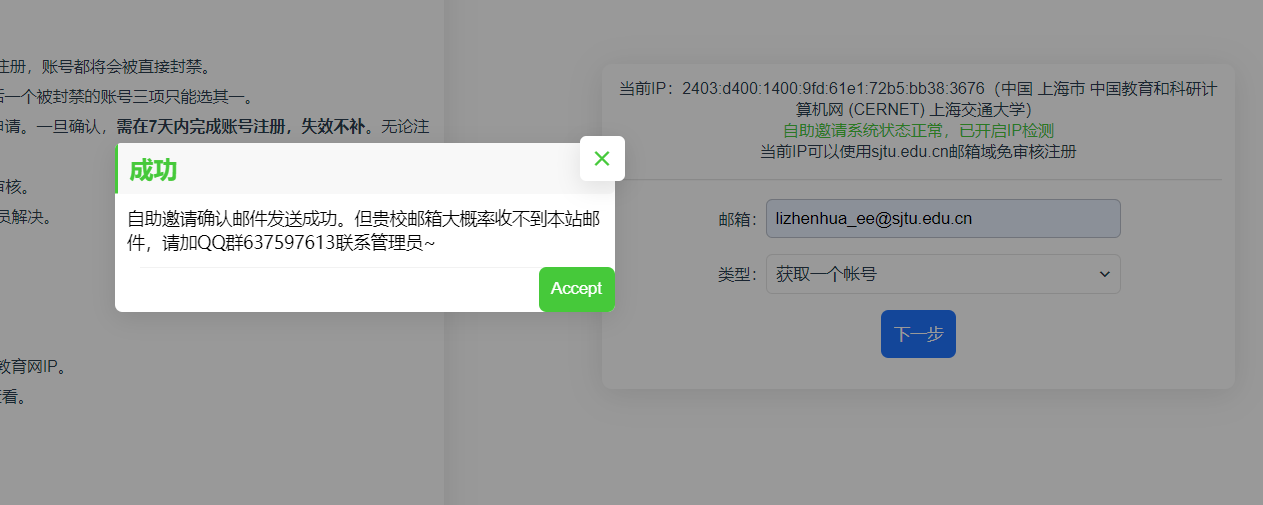 注册，账号都将会被直接封禁。
后一个被封禁的账号三项只能选其一。
申请。一旦确认，需在7天内完成账号注册，失效不补。无论注
审核。
员解决。
教育网IP。
查看。
成功
自助邀请确认邮件发送成功。但贵校邮箱大概率收不到本站邮
件，请加QQ群637597613联系管理员~
Accept
当前IP：2403:d400:1400:9fd:61e1:72b5:bb38:3676（中国 上海市 中国教育和科研计
算机网 (CERNET) 上海交通大学）
自助邀请系统状态正常，已开启IP检测
当前IP可以使用sjtu.edu.cn邮箱域免审核注册
邮箱：lizhenhua_ee@sjtu.edu.cn
类型：获取一个帐号
下一步